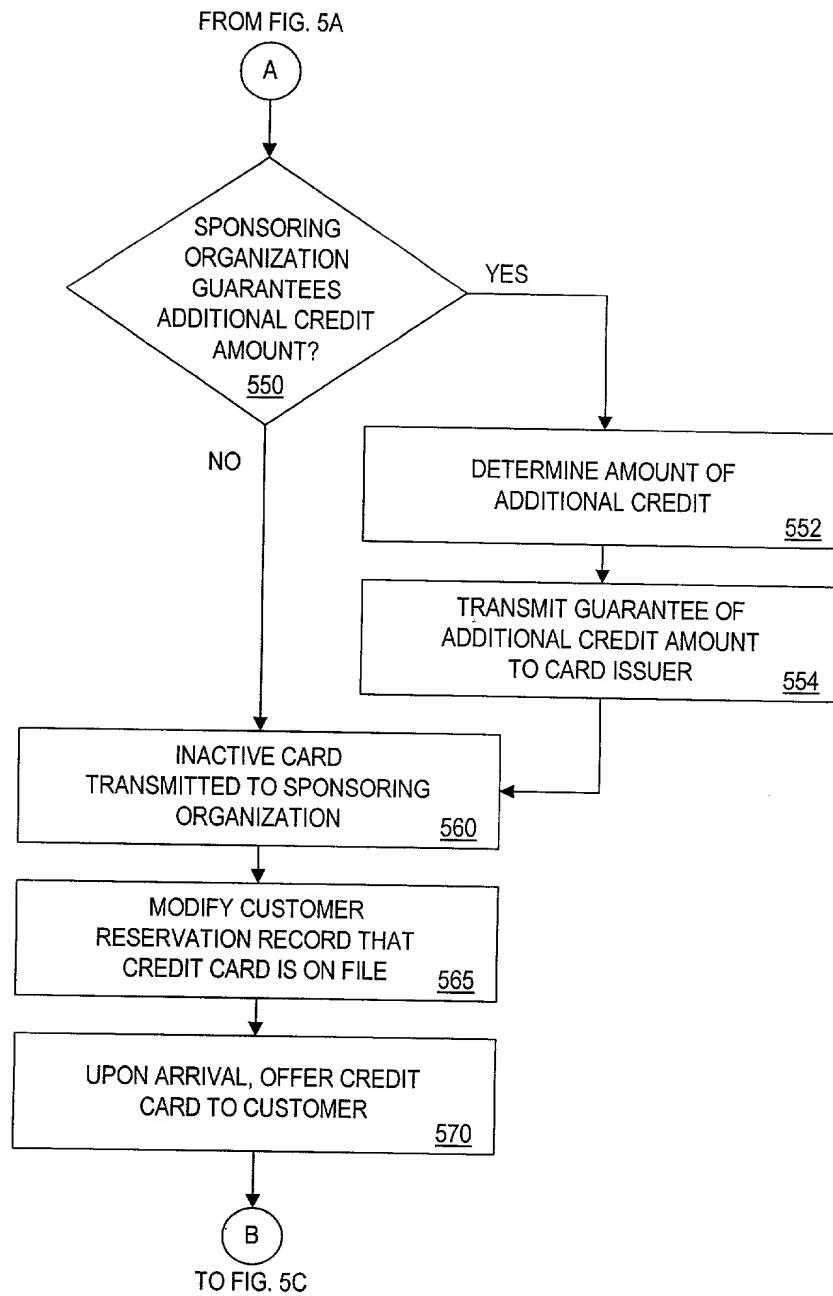 FROM FIG. 5A
A
SPONSORING
ORGANIZATION
GUARANTEES
ADDITIONAL CREDIT
AMOUNT?
550
YES
NO
DETERMINE AMOUNT OF
ADDITIONAL CREDIT
552
TRANSMIT GUARANTEE OF
ADDITIONAL CREDIT AMOUNT
TO CARD ISSUER
554
INACTIVE CARD
TRANSMITTED TO SPONSORING
ORGANIZATION
560
MODIFY CUSTOMER
RESERVATION RECORD THAT
CREDIT CARD IS ON FILE
565
UPON ARRIVAL, OFFER CREDIT
CARD TO CUSTOMER
570
B
TO FIG. 5C